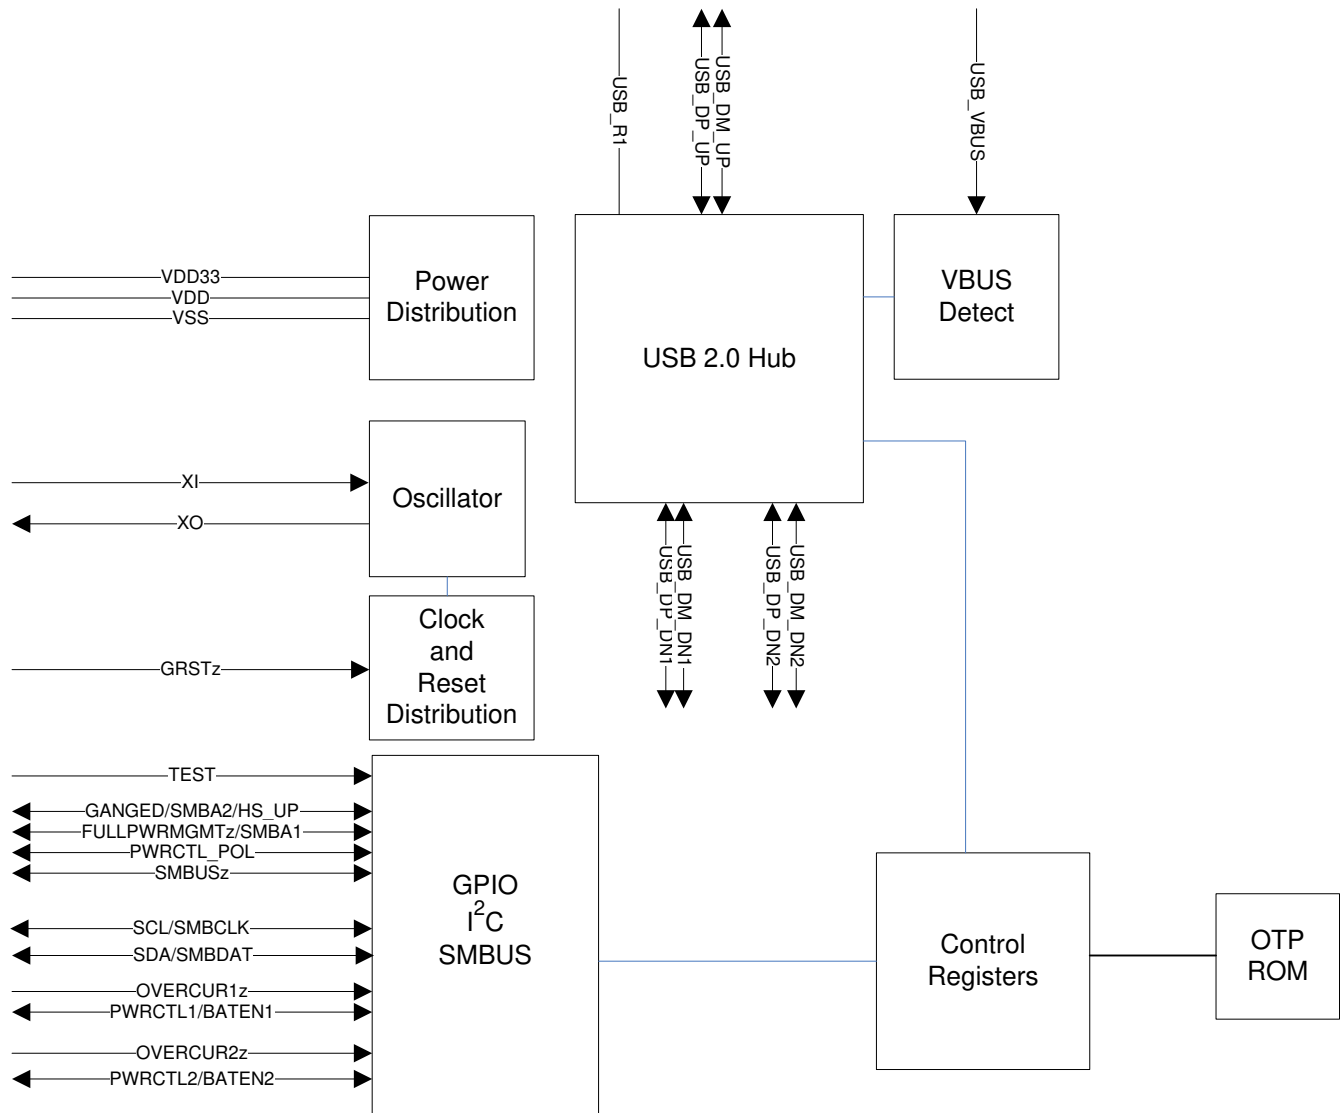 USB_R1
USB_DP_UP
USB_DM_UP
USB_VBUS
VDD33
VDD
VSS
Power
Distribution
USB 2.0 Hub
VBUS
Detect
XI
XO
Oscillator
USB_DP_DN1
USB_DM_DN1
USB_DP_DN2
USB_DM_DN2
GRSTz
Clock
and
Reset
Distribution
TEST
GANGED/SMBA2/HS_UP
FULLPWRMGMTz/SMBA1
PWRCTL_POL
SMBUSz
SCL/SMBCLK
SDA/SMBDAT
OVERCUR1z
PWRCTL1/BATEN1
OVERCUR2z
PWRCTL2/BATEN2
GPIO
I²C
SMBUS
Control
Registers
OTP
ROM